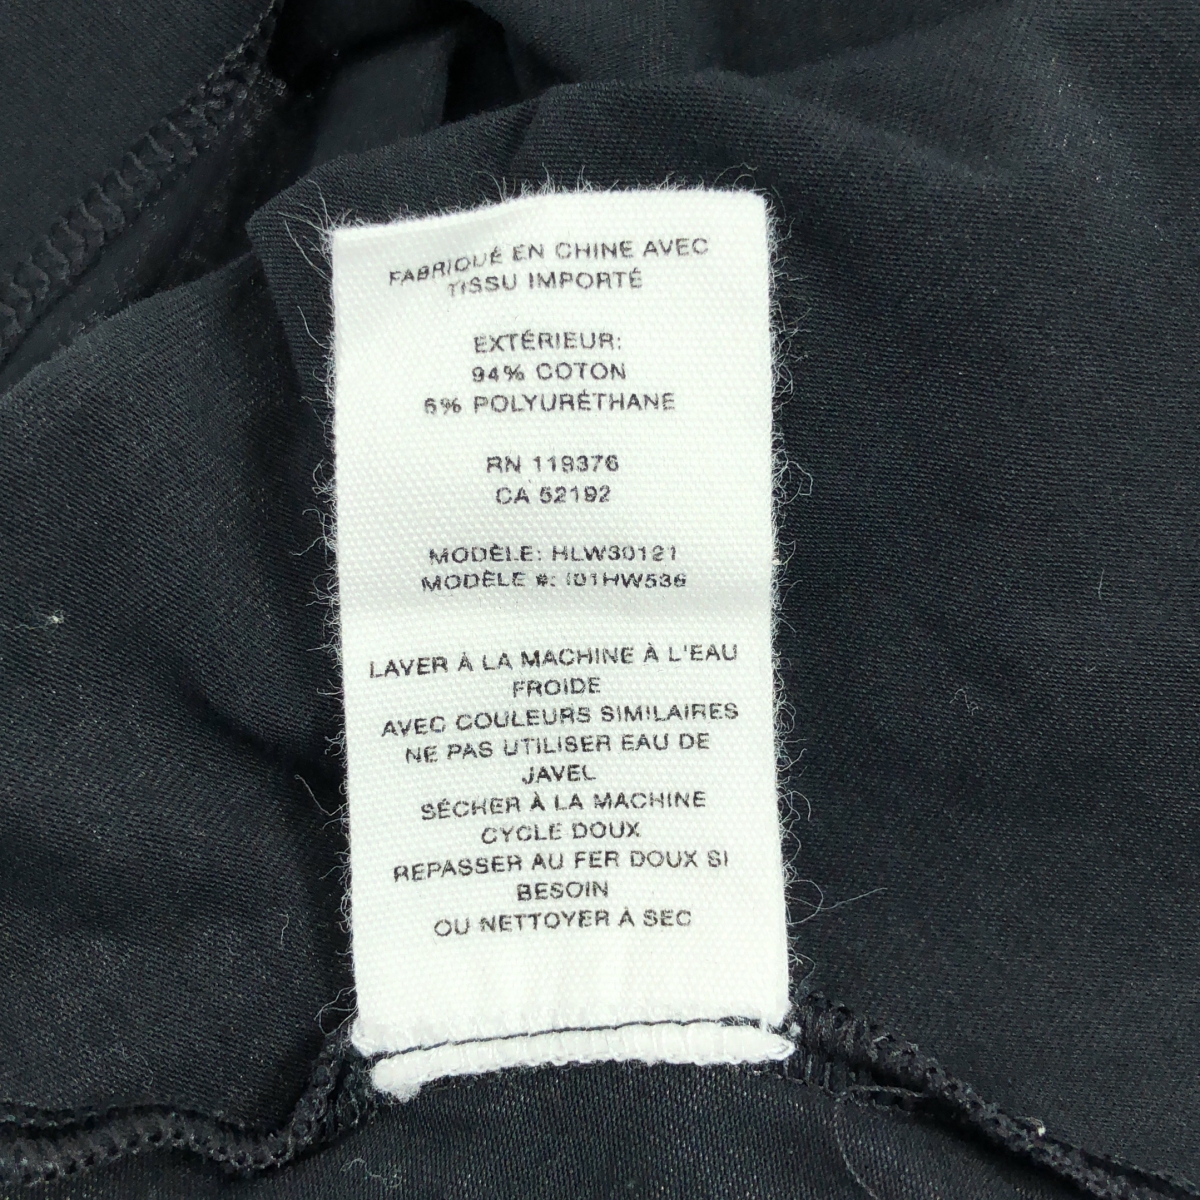 FABRIQUÉ EN CHINE AVEC
TISSU IMPORTÉ
EXTÉRIEUR:
94% COTON
6% POLYURÉTHANE
RN 119376
CA 52192
MODÈLE: HLW30121
MODÈLE #: I01HW536
LAVER À LA MACHINE À L'EAU
FROIDE
AVEC COULEURS SIMILAIRES
NE PAS UTILISER EAU DE
JAVEL
SÉCHER À LA MACHINE
CYCLE DOUX
REPASSER AU FER DOUX SI
BESOIN
OU NETTOYER À SEC